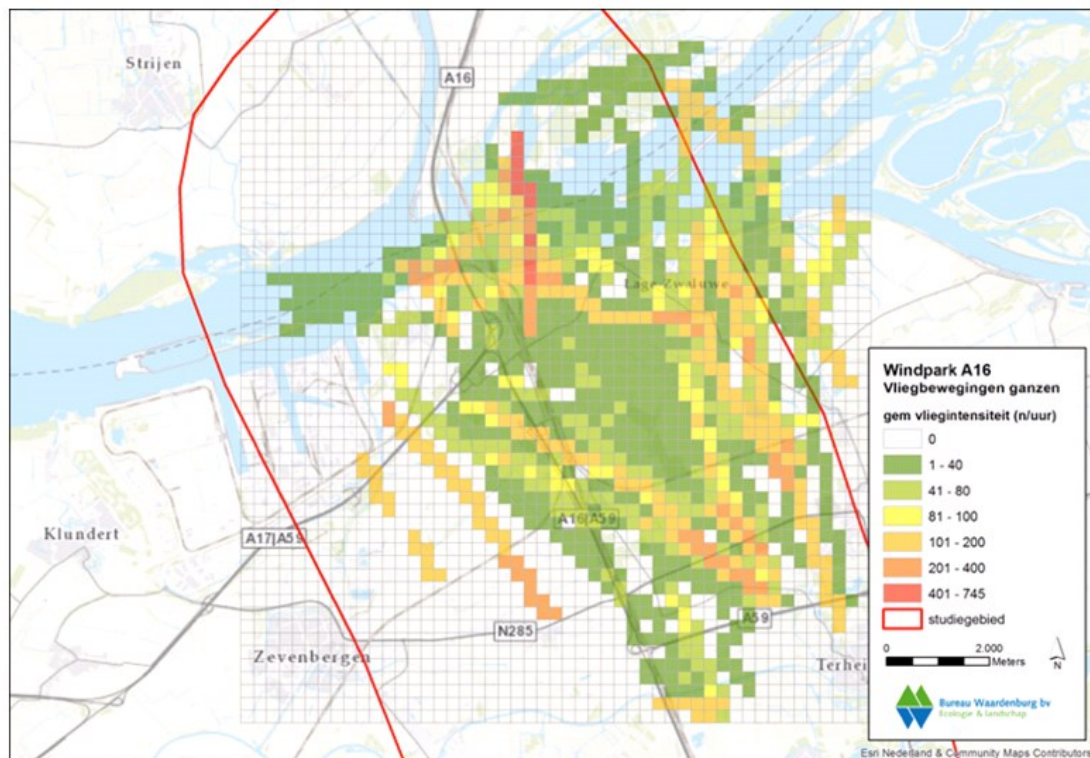 Strijen
A16
Lage Zwaluwe
Klundert
A17|A59
A16|A59
N285
A59
Zevenbergen
Windpark A16
Vliegbewegingen ganzen
gem vliegintensiteit (n/uur)
0
1 - 40
41 - 80
81 - 100
101 - 200
201 - 400
401 - 745
studiegebied
0 2.000
Meters
N
Bureau Waardenburg bv
Ecologie & landschap
Esri Nederland & Community Maps Contributors